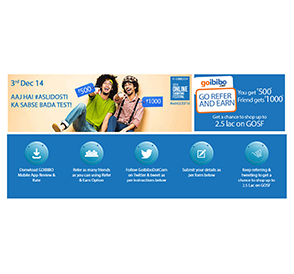 3rd Dec 14
AAJ HAI #ASLIDOSTI
KA SABSE BADA TEST!
₹500
₹1000
ONLINE
FESTIVAL
goibibo
GO REFER
AND EARN
You get ₹500
Friend gets ₹1000
Get a chance to shop up to
2.5 lac on GOSF
Download GOIBIBO
Mobile App Review &
Rate
Refer as many friends
as you can using Refer
& Earn Option
Follow GoibiboDotCom
on Twitter & tweet as
per instructions below
Submit your details as
per form below
Keep referring &
tweeting to get a
chance to shop up to
2.5 Lac on GOSF